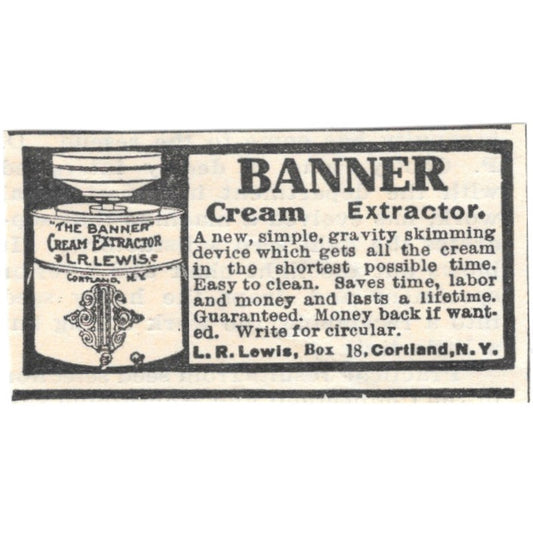 "THE BANNER"
CREAM EXTRACTOR
L.R. LEWIS.
CORTLAND, N.Y.
BANNER
Cream Extractor.
A new, simple, gravity skimming
device which gets all the cream
in the shortest possible time.
Easy to clean. Saves time, labor
and money and lasts a lifetime.
Guaranteed. Money back if want-
ed. Write for circular.
L. R. Lewis, Box 18, Cortland, N. Y.